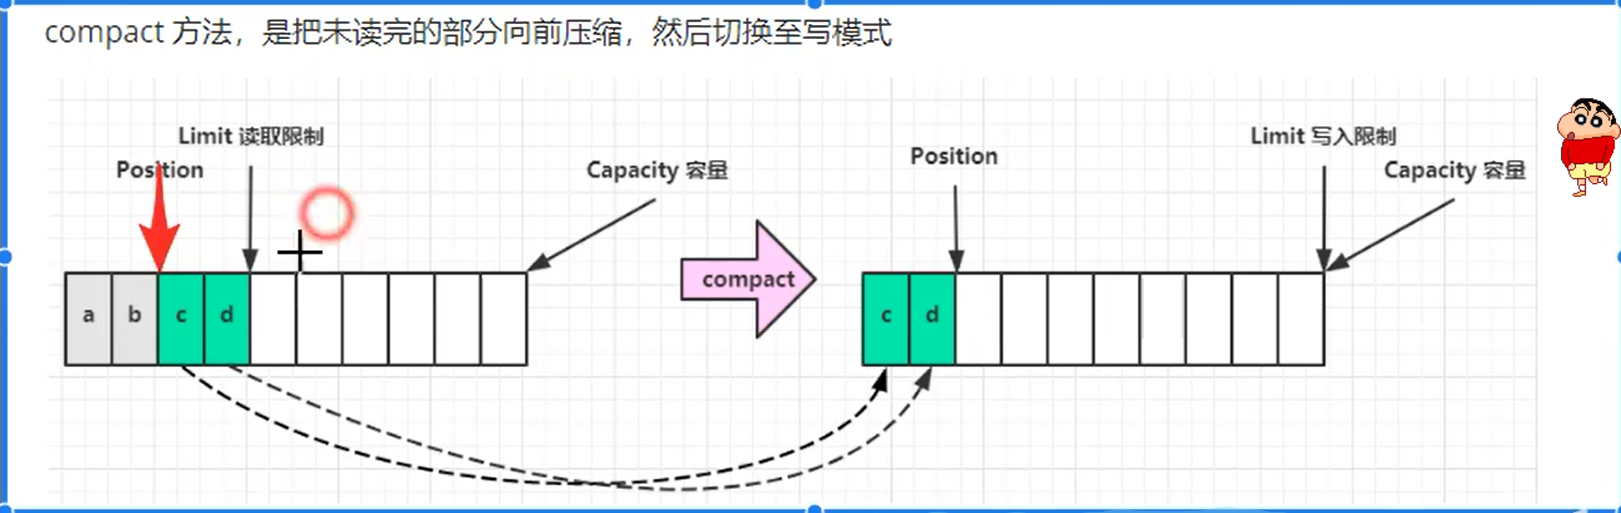 compact 方法，是把未读完的部分向前压缩，然后切换至写模式
Limit 读取限制
Position
Capacity 容量
a b c d
compact
Position
Limit 写入限制
Capacity 容量
c d